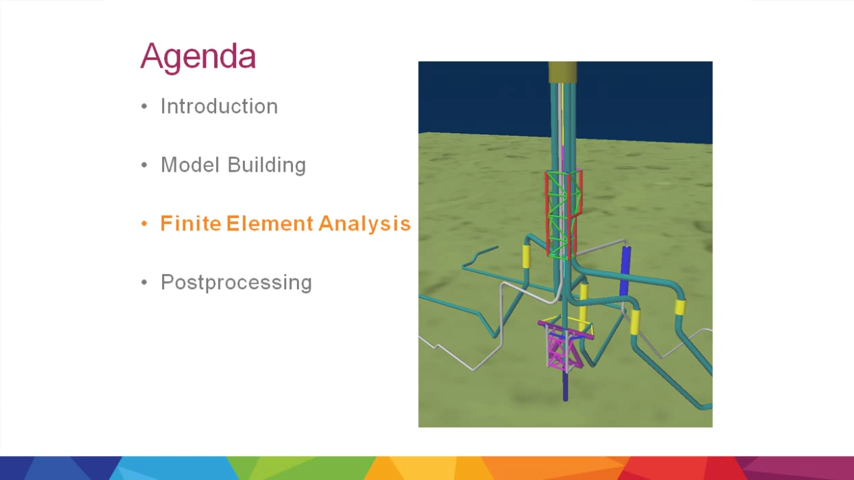 Agenda
• Introduction
• Model Building
• Finite Element Analysis
• Postprocessing